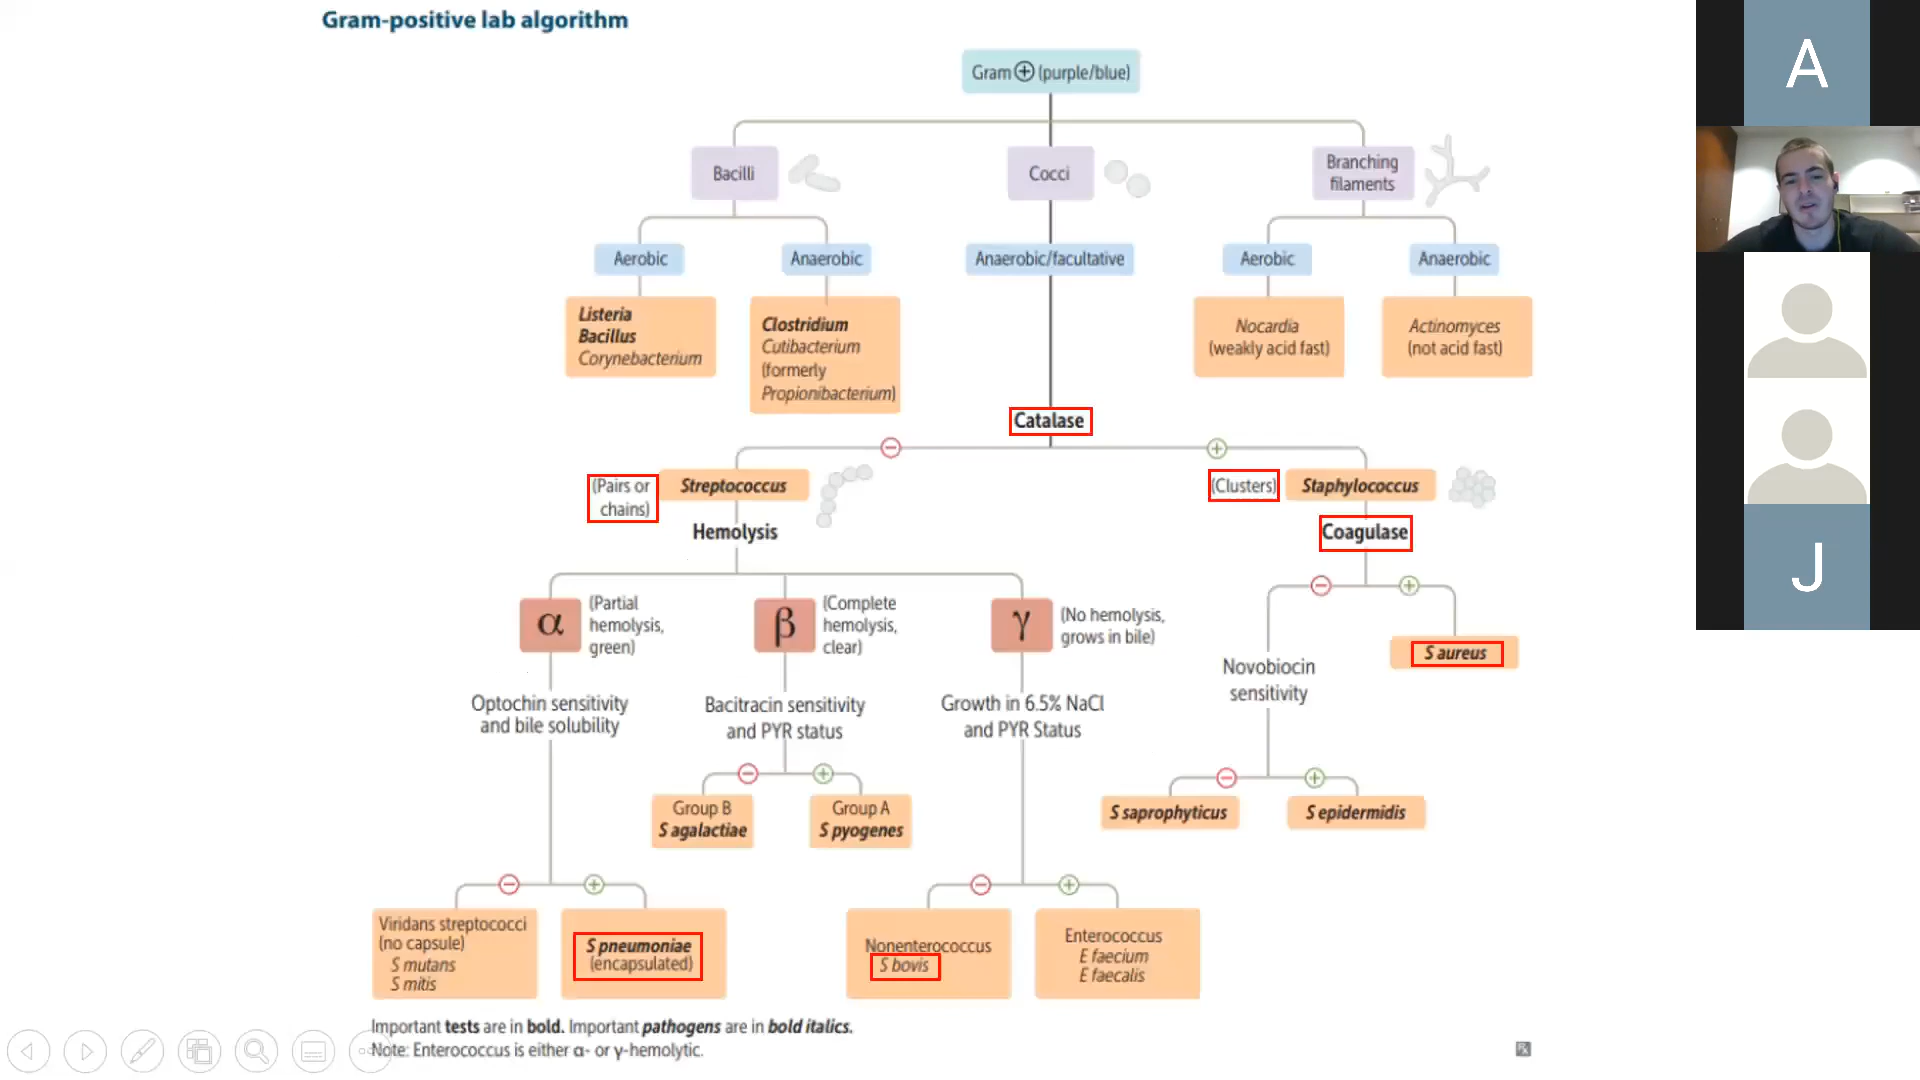 Gram-positive lab algorithm
Gram⊕(purple/blue)
Bacilli
Cocci
Branching
filaments
Aerobic
Anaerobic
Anaerobic/facultative
Aerobic
Anaerobic
Listeria
Bacillus
Corynebacterium
Clostridium
Cutibacterium
(formerly
Propionibacterium)
Nocardia
(weakly acid fast)
Actinomyces
(not acid fast)
Catalase
−
+
(Pairs or
chains)
Streptococcus
(Clusters)
Staphylococcus
Hemolysis
Coagulase
−
+
α
(Partial
hemolysis,
green)
β
(Complete
hemolysis,
clear)
γ
(No hemolysis,
grows in bile)
S aureus
Novobiocin
sensitivity
Optochin sensitivity
and bile solubility
Bacitracin sensitivity
and PYR status
Growth in 6.5% NaCl
and PYR Status
−
+
−
+
Group B
S agalactiae
Group A
S pyogenes
S saprophyticus
S epidermidis
−
+
−
+
Viridans streptococci
(no capsule)
S mutans
S mitis
S pneumoniae
(encapsulated)
Nonenterococcus
S bovis
Enterococcus
E faecium
E faecalis
Important tests are in bold. Important pathogens are in bold italics.
Note: Enterococcus is either α- or γ-hemolytic.
A
J